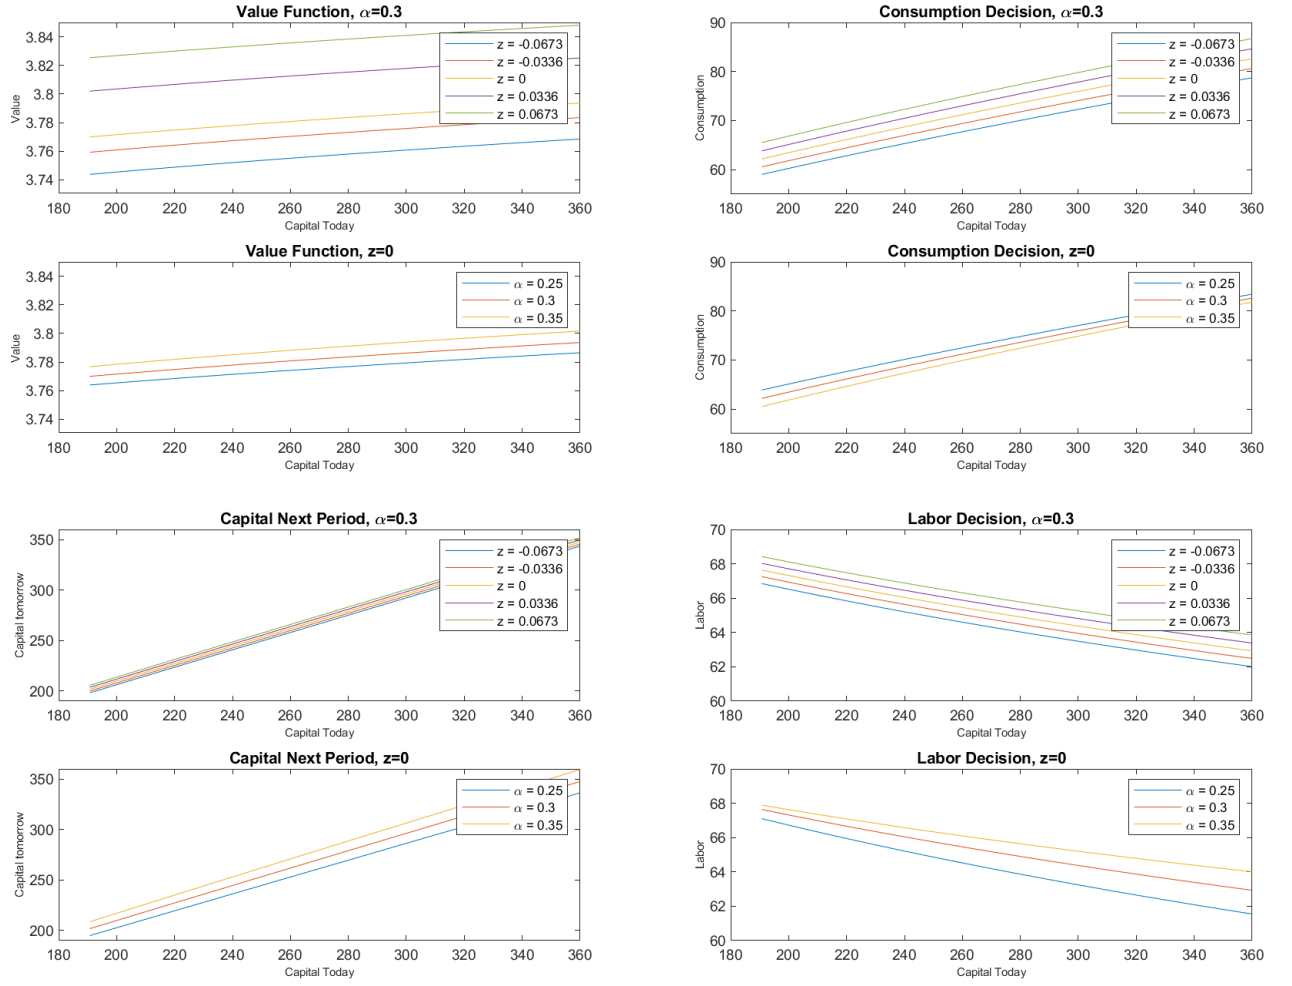 Value Function, α=0.3
Value
3.84
3.82
3.8
3.78
3.76
3.74
180 200 220 240 260 280 300 320 340 360
Capital Today
z = -0.0673
z = -0.0336
z = 0
z = 0.0336
z = 0.0673
Consumption Decision, α=0.3
Consumption
90
80
70
60
180 200 220 240 260 280 300 320 340 360
Capital Today
z = -0.0673
z = -0.0336
z = 0
z = 0.0336
z = 0.0673
Value Function, z=0
Value
3.84
3.82
3.8
3.78
3.76
3.74
180 200 220 240 260 280 300 320 340 360
Capital Today
α = 0.25
α = 0.3
α = 0.35
Consumption Decision, z=0
Consumption
90
80
70
60
180 200 220 240 260 280 300 320 340 360
Capital Today
α = 0.25
α = 0.3
α = 0.35
Capital Next Period, α=0.3
Capital tomorrow
350
300
250
200
180 200 220 240 260 280 300 320 340 360
Capital Today
z = -0.0673
z = -0.0336
z = 0
z = 0.0336
z = 0.0673
Labor Decision, α=0.3
Labor
70
68
66
64
62
60
180 200 220 240 260 280 300 320 340 360
Capital Today
z = -0.0673
z = -0.0336
z = 0
z = 0.0336
z = 0.0673
Capital Next Period, z=0
Capital tomorrow
350
300
250
200
180 200 220 240 260 280 300 320 340 360
Capital Today
α = 0.25
α = 0.3
α = 0.35
Labor Decision, z=0
Labor
70
68
66
64
62
60
180 200 220 240 260 280 300 320 340 360
Capital Today
α = 0.25
α = 0.3
α = 0.35